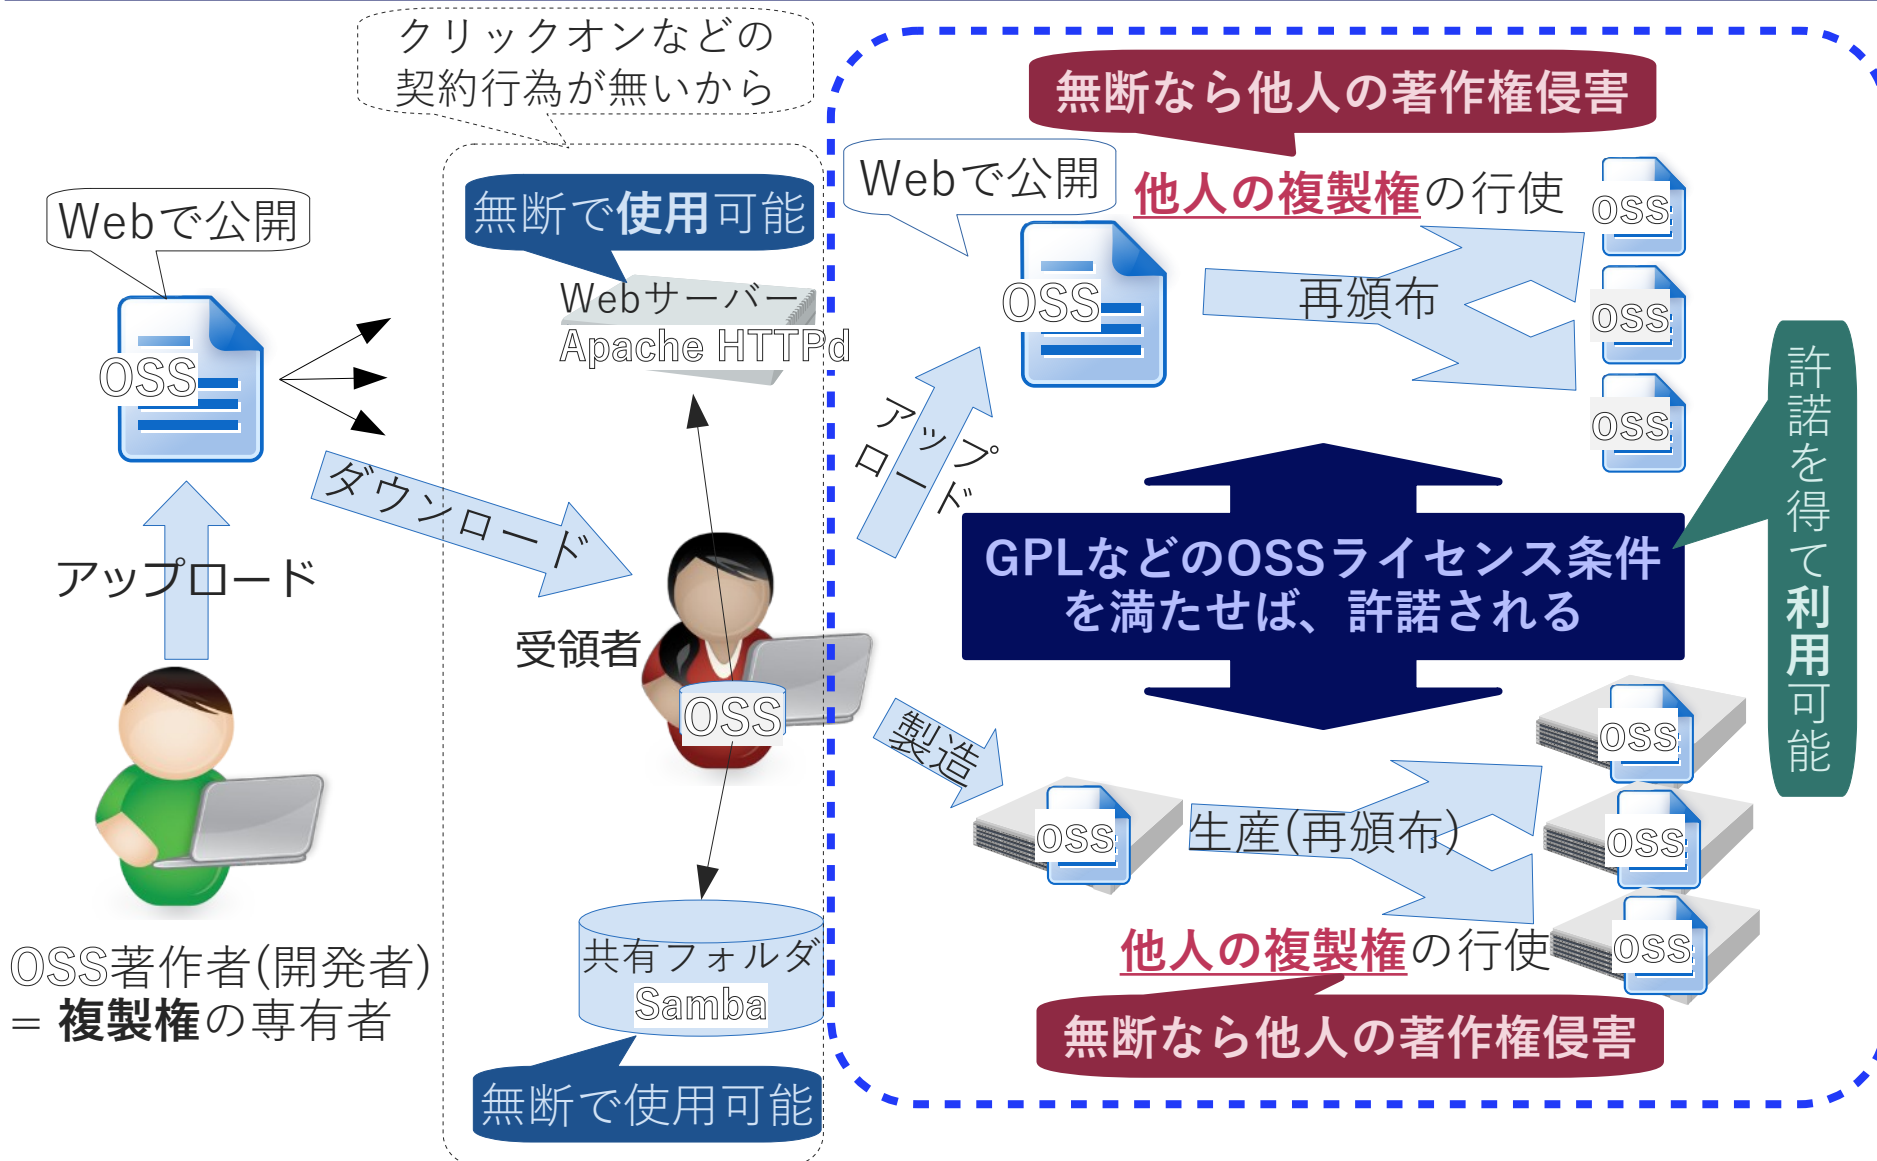 クリックオンなどの
契約行為が無いから
無断なら他人の著作権侵害
Webで公開
無断で使用可能
Webで公開
他人の複製権の行使
OSS
OSS
OSS
Webサーバー
Apache HTTPd
OSS
再頒布
OSS
OSS
アップ
ロード
ダウンロード
許諾を得て利用可能
GPLなどのOSSライセンス条件
を満たせば、許諾される
アップロード
受領者
OSS
製造
OSS
生産(再頒布)
OSS
OSS
OSS
他人の複製権の行使
無断なら他人の著作権侵害
共有フォルダ
Samba
無断で使用可能
OSS著作者(開発者)
= 複製権の専有者